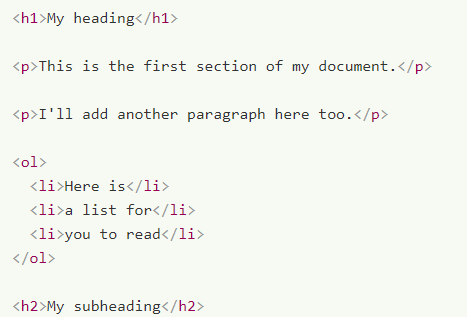 <h1>My heading</h1>
<p>This is the first section of my document.</p>
<p>I'll add another paragraph here too.</p>
<ol>
<li>Here is</li>
<li>a list for</li>
<li>you to read</li>
</ol>
<h2>My subheading</h2>